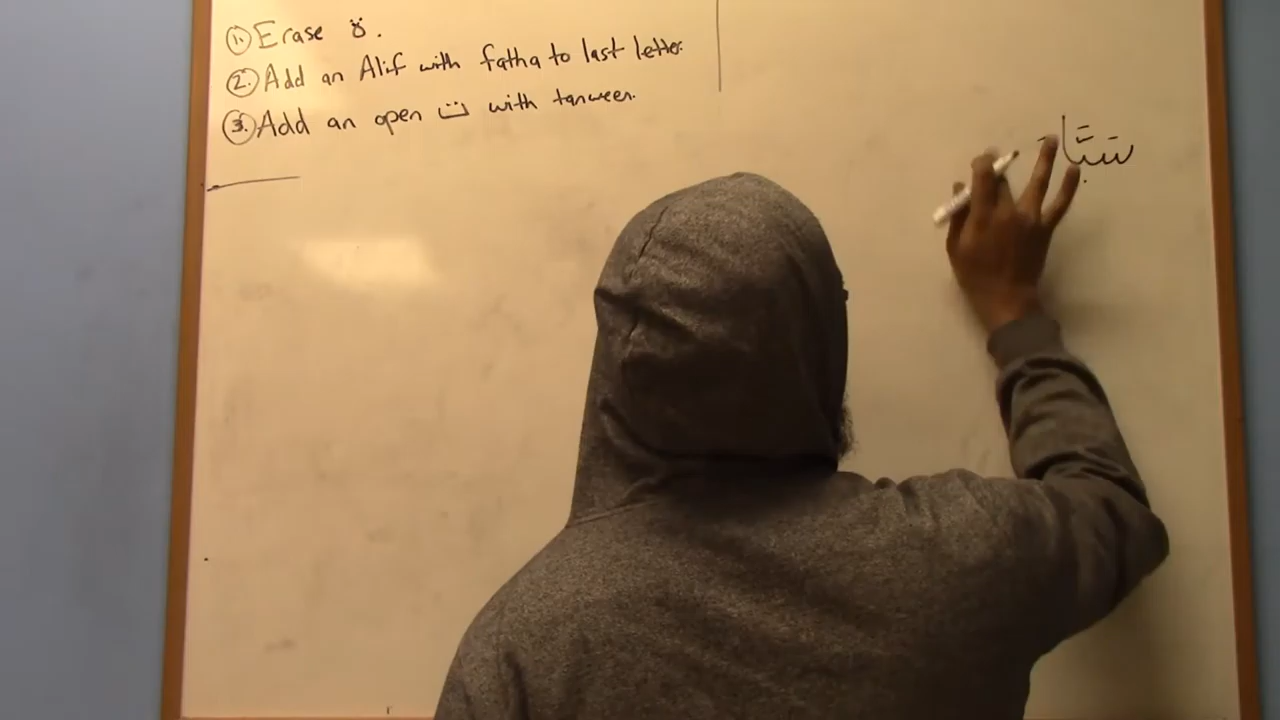 1. Erase ة.
2. Add an Alif with fatha to last letter.
3. Add an open ت with tanween.